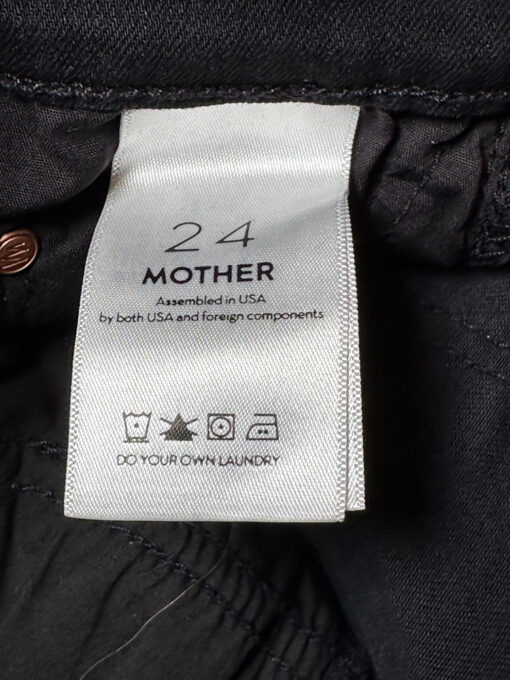 24
MOTHER
Assembled in USA
by both USA and foreign components
DO YOUR OWN LAUNDRY